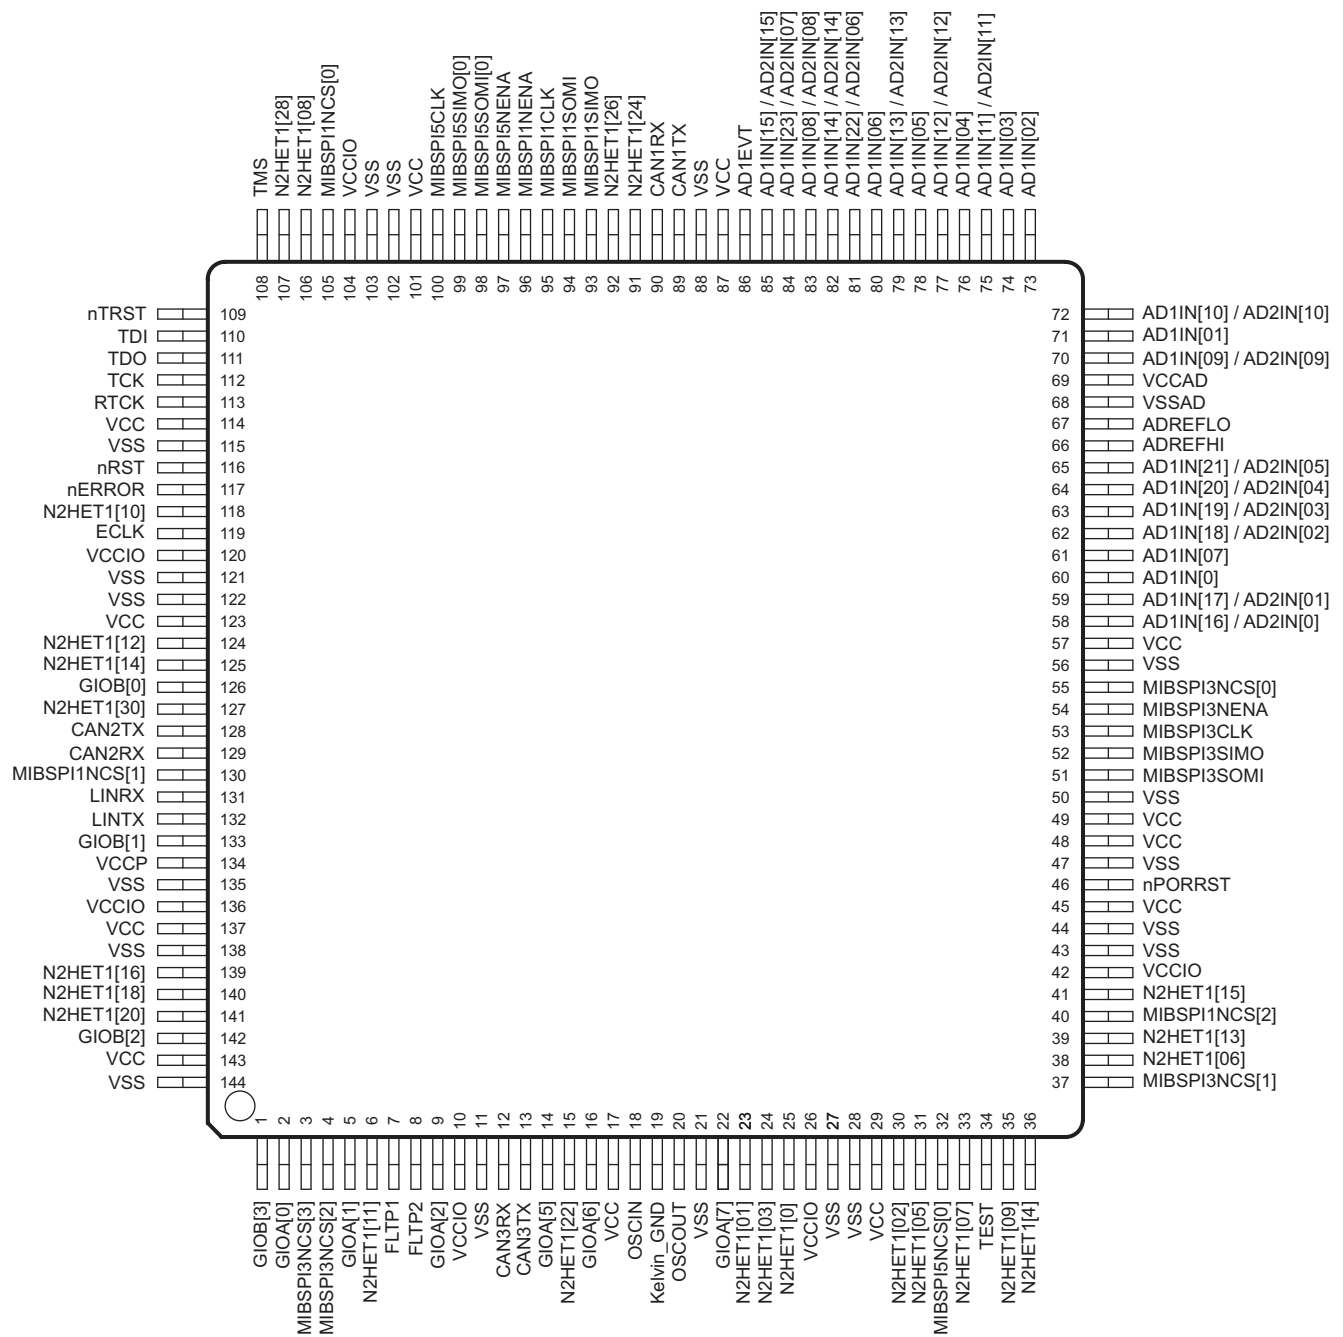 TMS
N2HET1[28]
N2HET1[08]
MIBSPI1NCS[0]
VCCIO
VSS
VSS
VCC
MIBSPI5CLK
MIBSPI5SIMO[0]
MIBSPI5SOMI[0]
MIBSPI5NENA
MIBSPI1NENA
MIBSPI1CLK
MIBSPI1SOMI
MIBSPI1SIMO
N2HET1[26]
N2HET1[24]
CAN1RX
CAN1TX
VSS
VCC
AD1EVT
AD1IN[15] / AD2IN[15]
AD1IN[23] / AD2IN[07]
AD1IN[08] / AD2IN[08]
AD1IN[14] / AD2IN[14]
AD1IN[22] / AD2IN[06]
AD1IN[06]
AD1IN[13] / AD2IN[13]
AD1IN[05]
AD1IN[12] / AD2IN[12]
AD1IN[04]
AD1IN[11] / AD2IN[11]
AD1IN[03]
AD1IN[02]
108
107
106
105
104
103
102
101
100
99
98
97
96
95
94
93
92
91
90
89
88
87
86
85
84
83
82
81
80
79
78
77
76
75
74
73
nTRST 109
TDI 110
TDO 111
TCK 112
RTCK 113
VCC 114
VSS 115
nRST 116
nERROR 117
N2HET1[10] 118
ECLK 119
VCCIO 120
VSS 121
VSS 122
VCC 123
N2HET1[12] 124
N2HET1[14] 125
GIOB[0] 126
N2HET1[30] 127
CAN2TX 128
CAN2RX 129
MIBSPI1NCS[1] 130
LINRX 131
LINTX 132
GIOB[1] 133
VCCP 134
VSS 135
VCCIO 136
VCC 137
VSS 138
N2HET1[16] 139
N2HET1[18] 140
N2HET1[20] 141
GIOB[2] 142
VCC 143
VSS 144
72 AD1IN[10] / AD2IN[10]
71 AD1IN[01]
70 AD1IN[09] / AD2IN[09]
69 VCCAD
68 VSSAD
67 ADREFLO
66 ADREFHI
65 AD1IN[21] / AD2IN[05]
64 AD1IN[20] / AD2IN[04]
63 AD1IN[19] / AD2IN[03]
62 AD1IN[18] / AD2IN[02]
61 AD1IN[07]
60 AD1IN[0]
59 AD1IN[17] / AD2IN[01]
58 AD1IN[16] / AD2IN[0]
57 VCC
56 VSS
55 MIBSPI3NCS[0]
54 MIBSPI3NENA
53 MIBSPI3CLK
52 MIBSPI3SIMO
51 MIBSPI3SOMI
50 VSS
49 VCC
48 VCC
47 VSS
46 nPORRST
45 VCC
44 VSS
43 VSS
42 VCCIO
41 N2HET1[15]
40 MIBSPI1NCS[2]
39 N2HET1[13]
38 N2HET1[06]
37 MIBSPI3NCS[1]
1
2
3
4
5
6
7
8
9
10
11
12
13
14
15
16
17
18
19
20
21
22
23
24
25
26
27
28
29
30
31
32
33
34
35
36
GIOB[3]
GIOA[0]
MIBSPI3NCS[3]
MIBSPI3NCS[2]
GIOA[1]
N2HET1[11]
FLTP1
FLTP2
GIOA[2]
VCCIO
VSS
CAN3RX
CAN3TX
GIOA[5]
N2HET1[22]
GIOA[6]
VCC
OSCIN
Kelvin_GND
OSCOUT
VSS
GIOA[7]
N2HET1[01]
N2HET1[03]
N2HET1[0]
VCCIO
VSS
VSS
VCC
N2HET1[02]
N2HET1[05]
MIBSPI5NCS[0]
N2HET1[07]
TEST
N2HET1[09]
N2HET1[4]